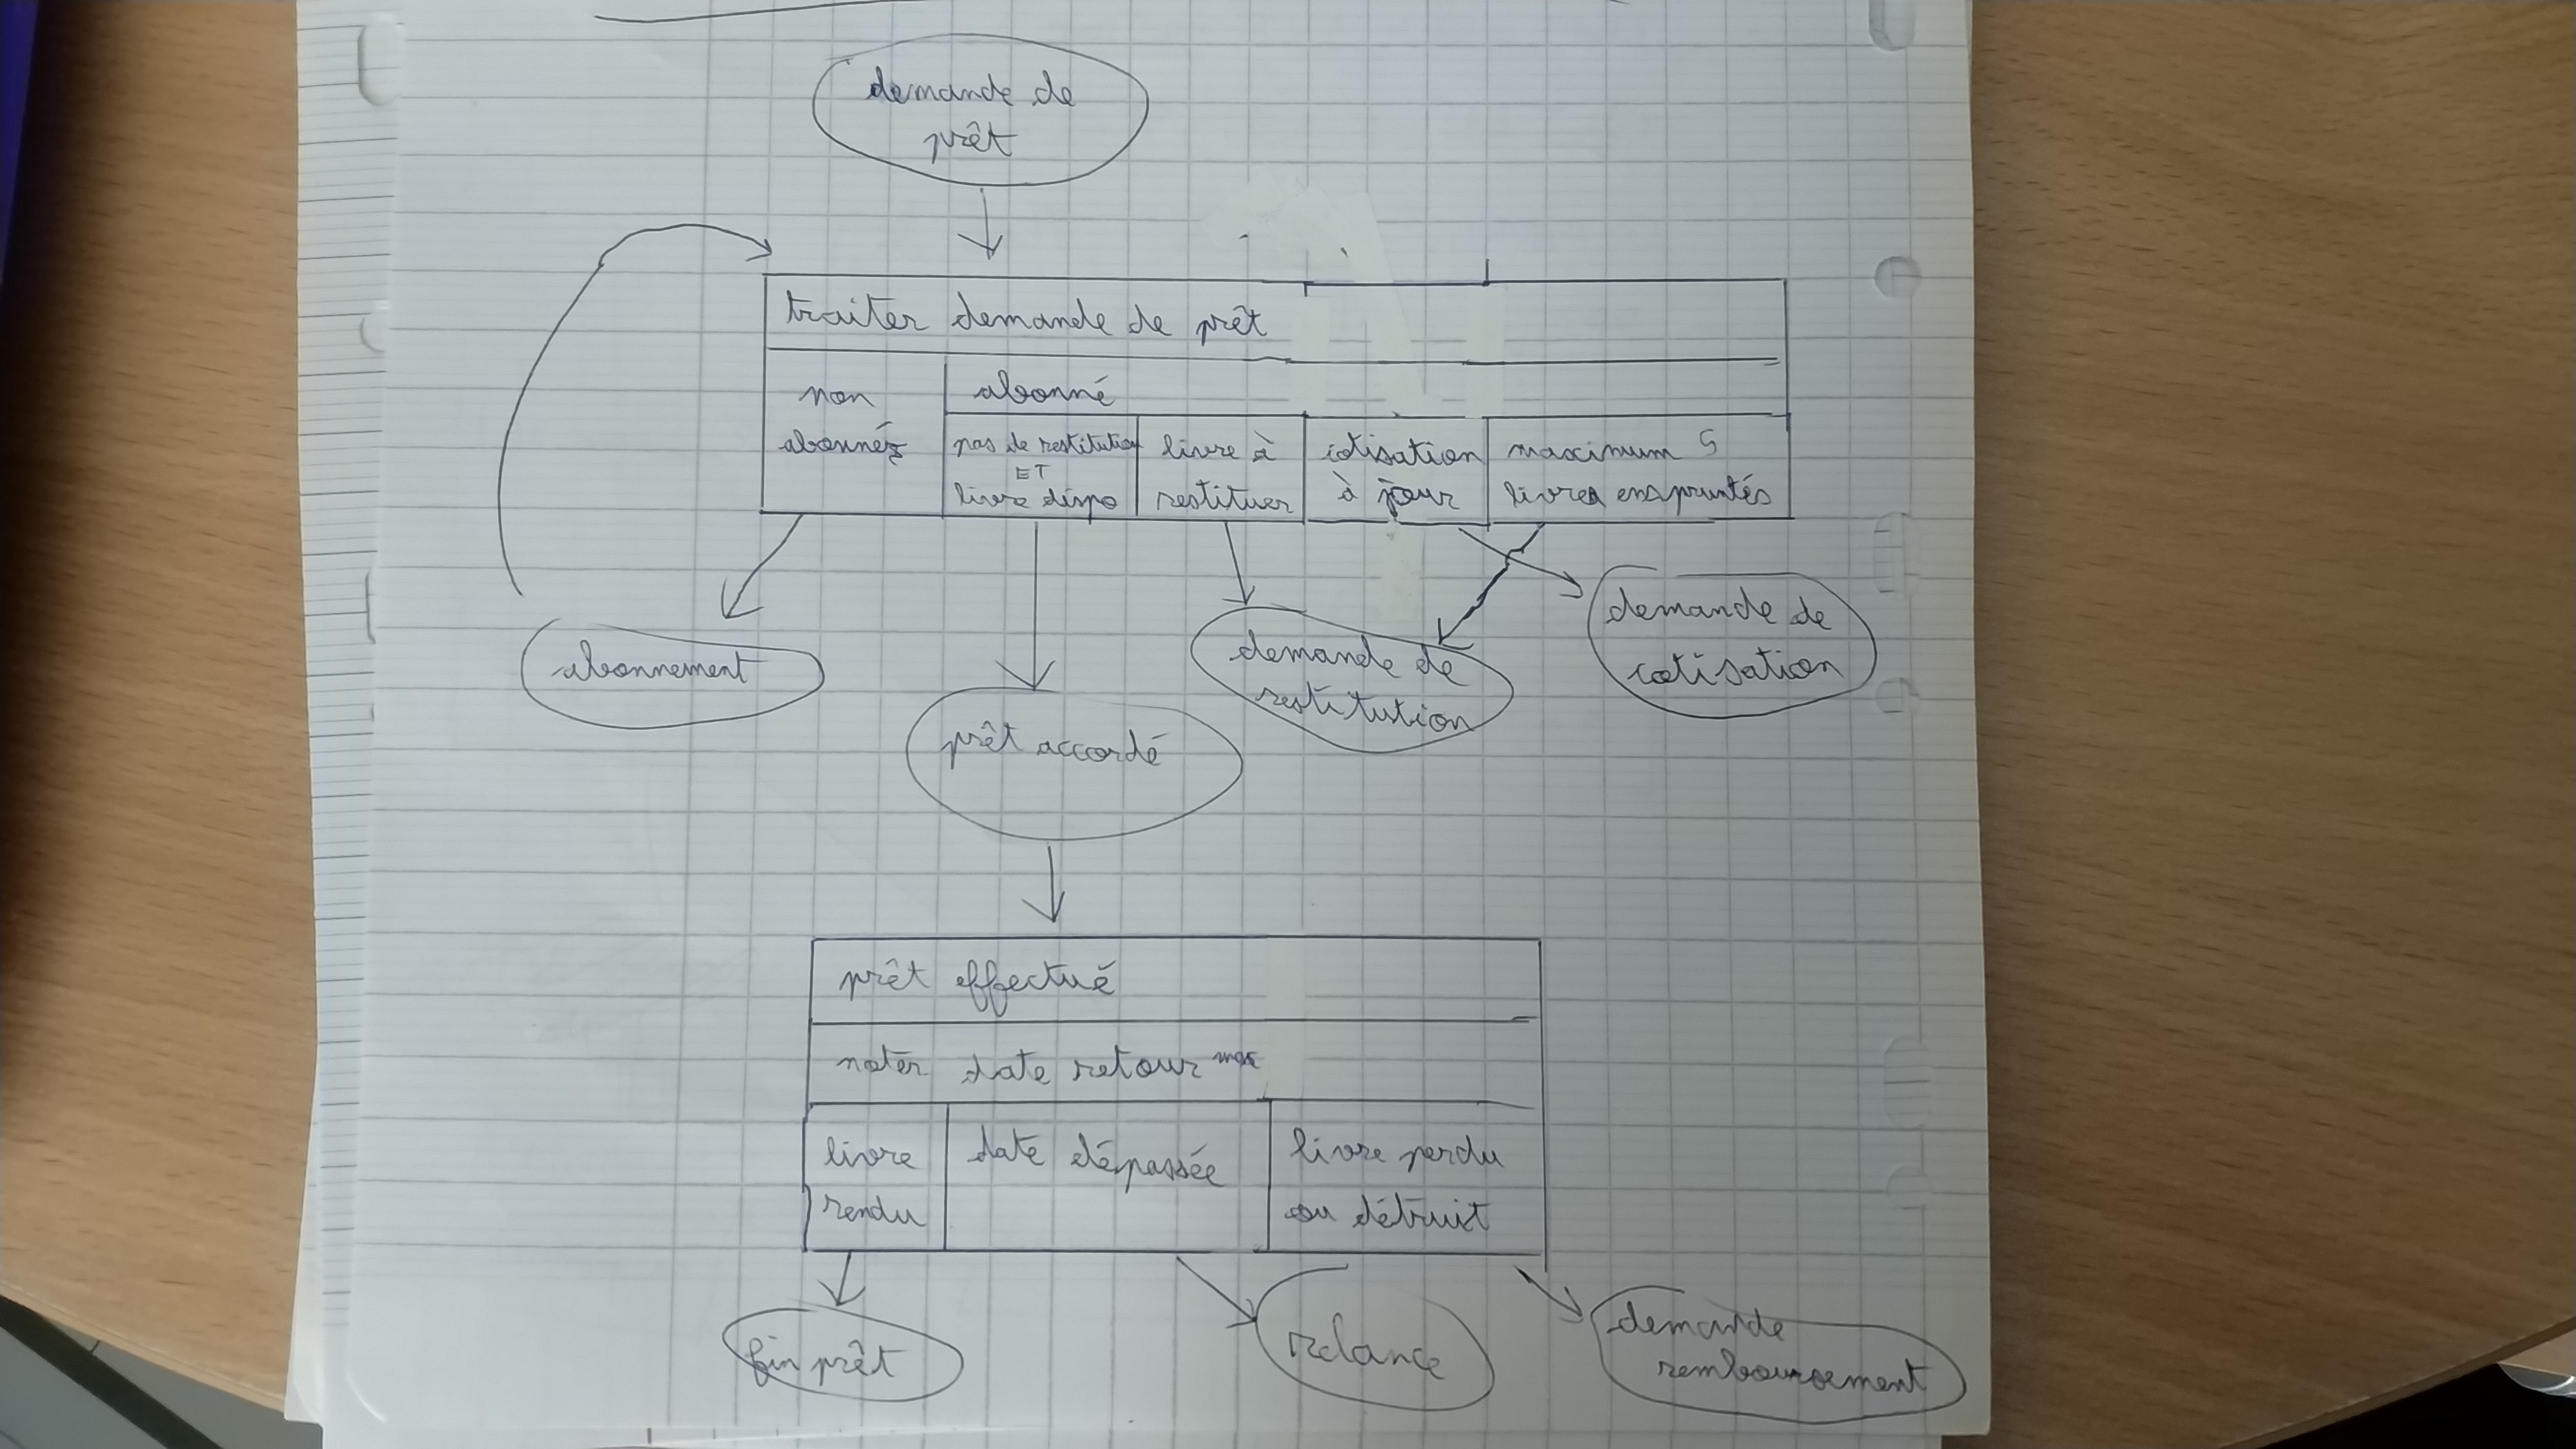 demande de
prêt
traiter demande de prêt
non
abonné
abonné
pas de restitution
ET
livre dispo
livre à
restituer
cotisation
à jour
maximum 5
livres empruntés
abonnement
prêt accordé
demande de
restitution
demande de
cotisation
prêt effectué
noter date retour max
livre
rendu
date dépassée
livre perdu
ou détruit
fin prêt
relance
demande
remboursement